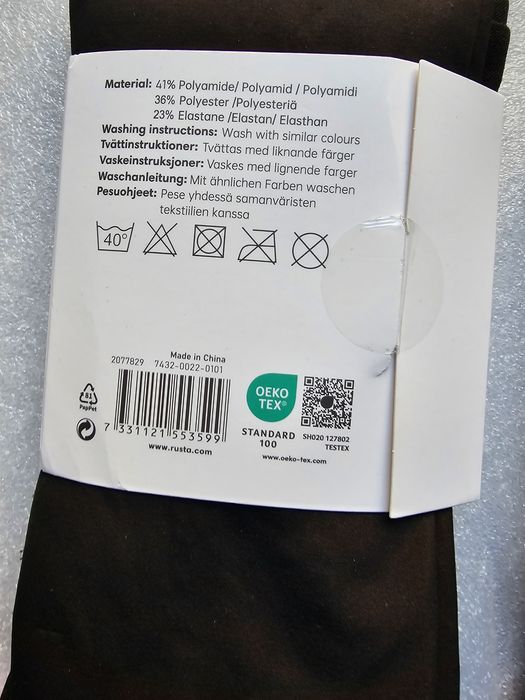 Material: 41% Polyamide/ Polyamid / Polyamidi
36% Polyester /Polyesteriä
23% Elastane /Elastan/ Elasthan
Washing instructions: Wash with similar colours
Tvättinstruktioner: Tvättas med liknande färger
Vaskeinstruksjoner: Vaskes med lignende farger
Waschanleitung: Mit ähnlichen Farben waschen
Pesuohjeet: Pese yhdessä samanväristen
tekstiilien kanssa
40°
Made in China
2077829 7432-0022-0101
81
PapPet
7 331121 553599
www.rusta.com
OEKO
TEX®
STANDARD
100
SH020 127802
TESTEX
www.oeko-tex.com